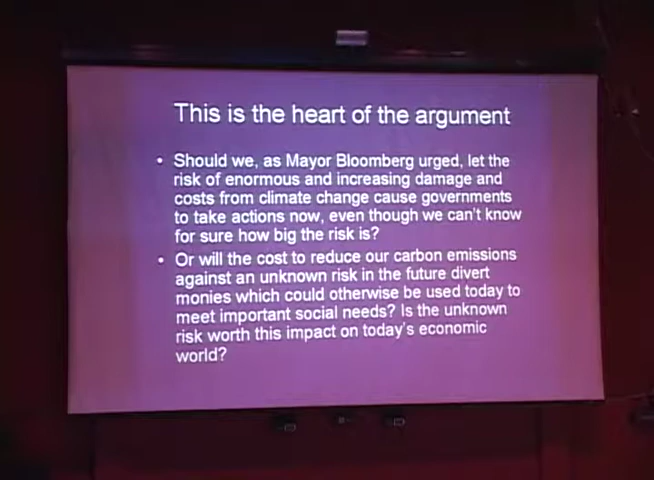 This is the heart of the argument
• Should we, as Mayor Bloomberg urged, let the
risk of enormous and increasing damage and
costs from climate change cause governments
to take actions now, even though we can't know
for sure how big the risk is?
• Or will the cost to reduce our carbon emissions
against an unknown risk in the future divert
monies which could otherwise be used today to
meet important social needs? Is the unknown
risk worth this impact on today's economic
world?